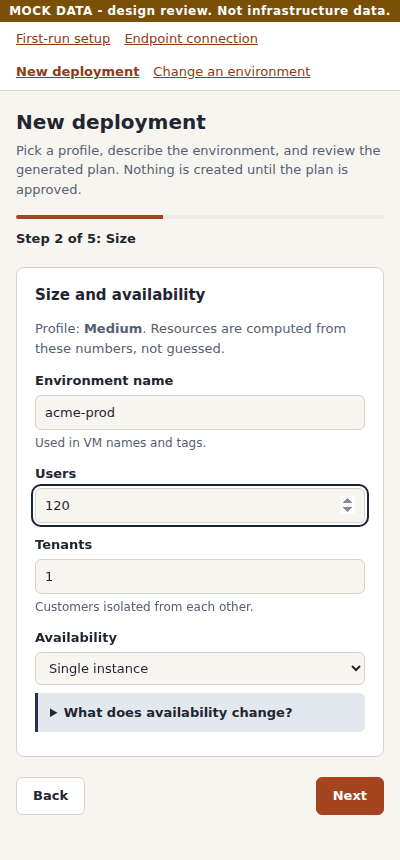 MOCK DATA - design review. Not infrastructure data.
First-run setup Endpoint connection
New deployment Change an environment
New deployment
Pick a profile, describe the environment, and review the
generated plan. Nothing is created until the plan is
approved.
Step 2 of 5: Size
Size and availability
Profile: Medium. Resources are computed from
these numbers, not guessed.
Environment name
acme-prod
Used in VM names and tags.
Users
120
Tenants
1
Customers isolated from each other.
Availability
Single instance
What does availability change?
Back Next